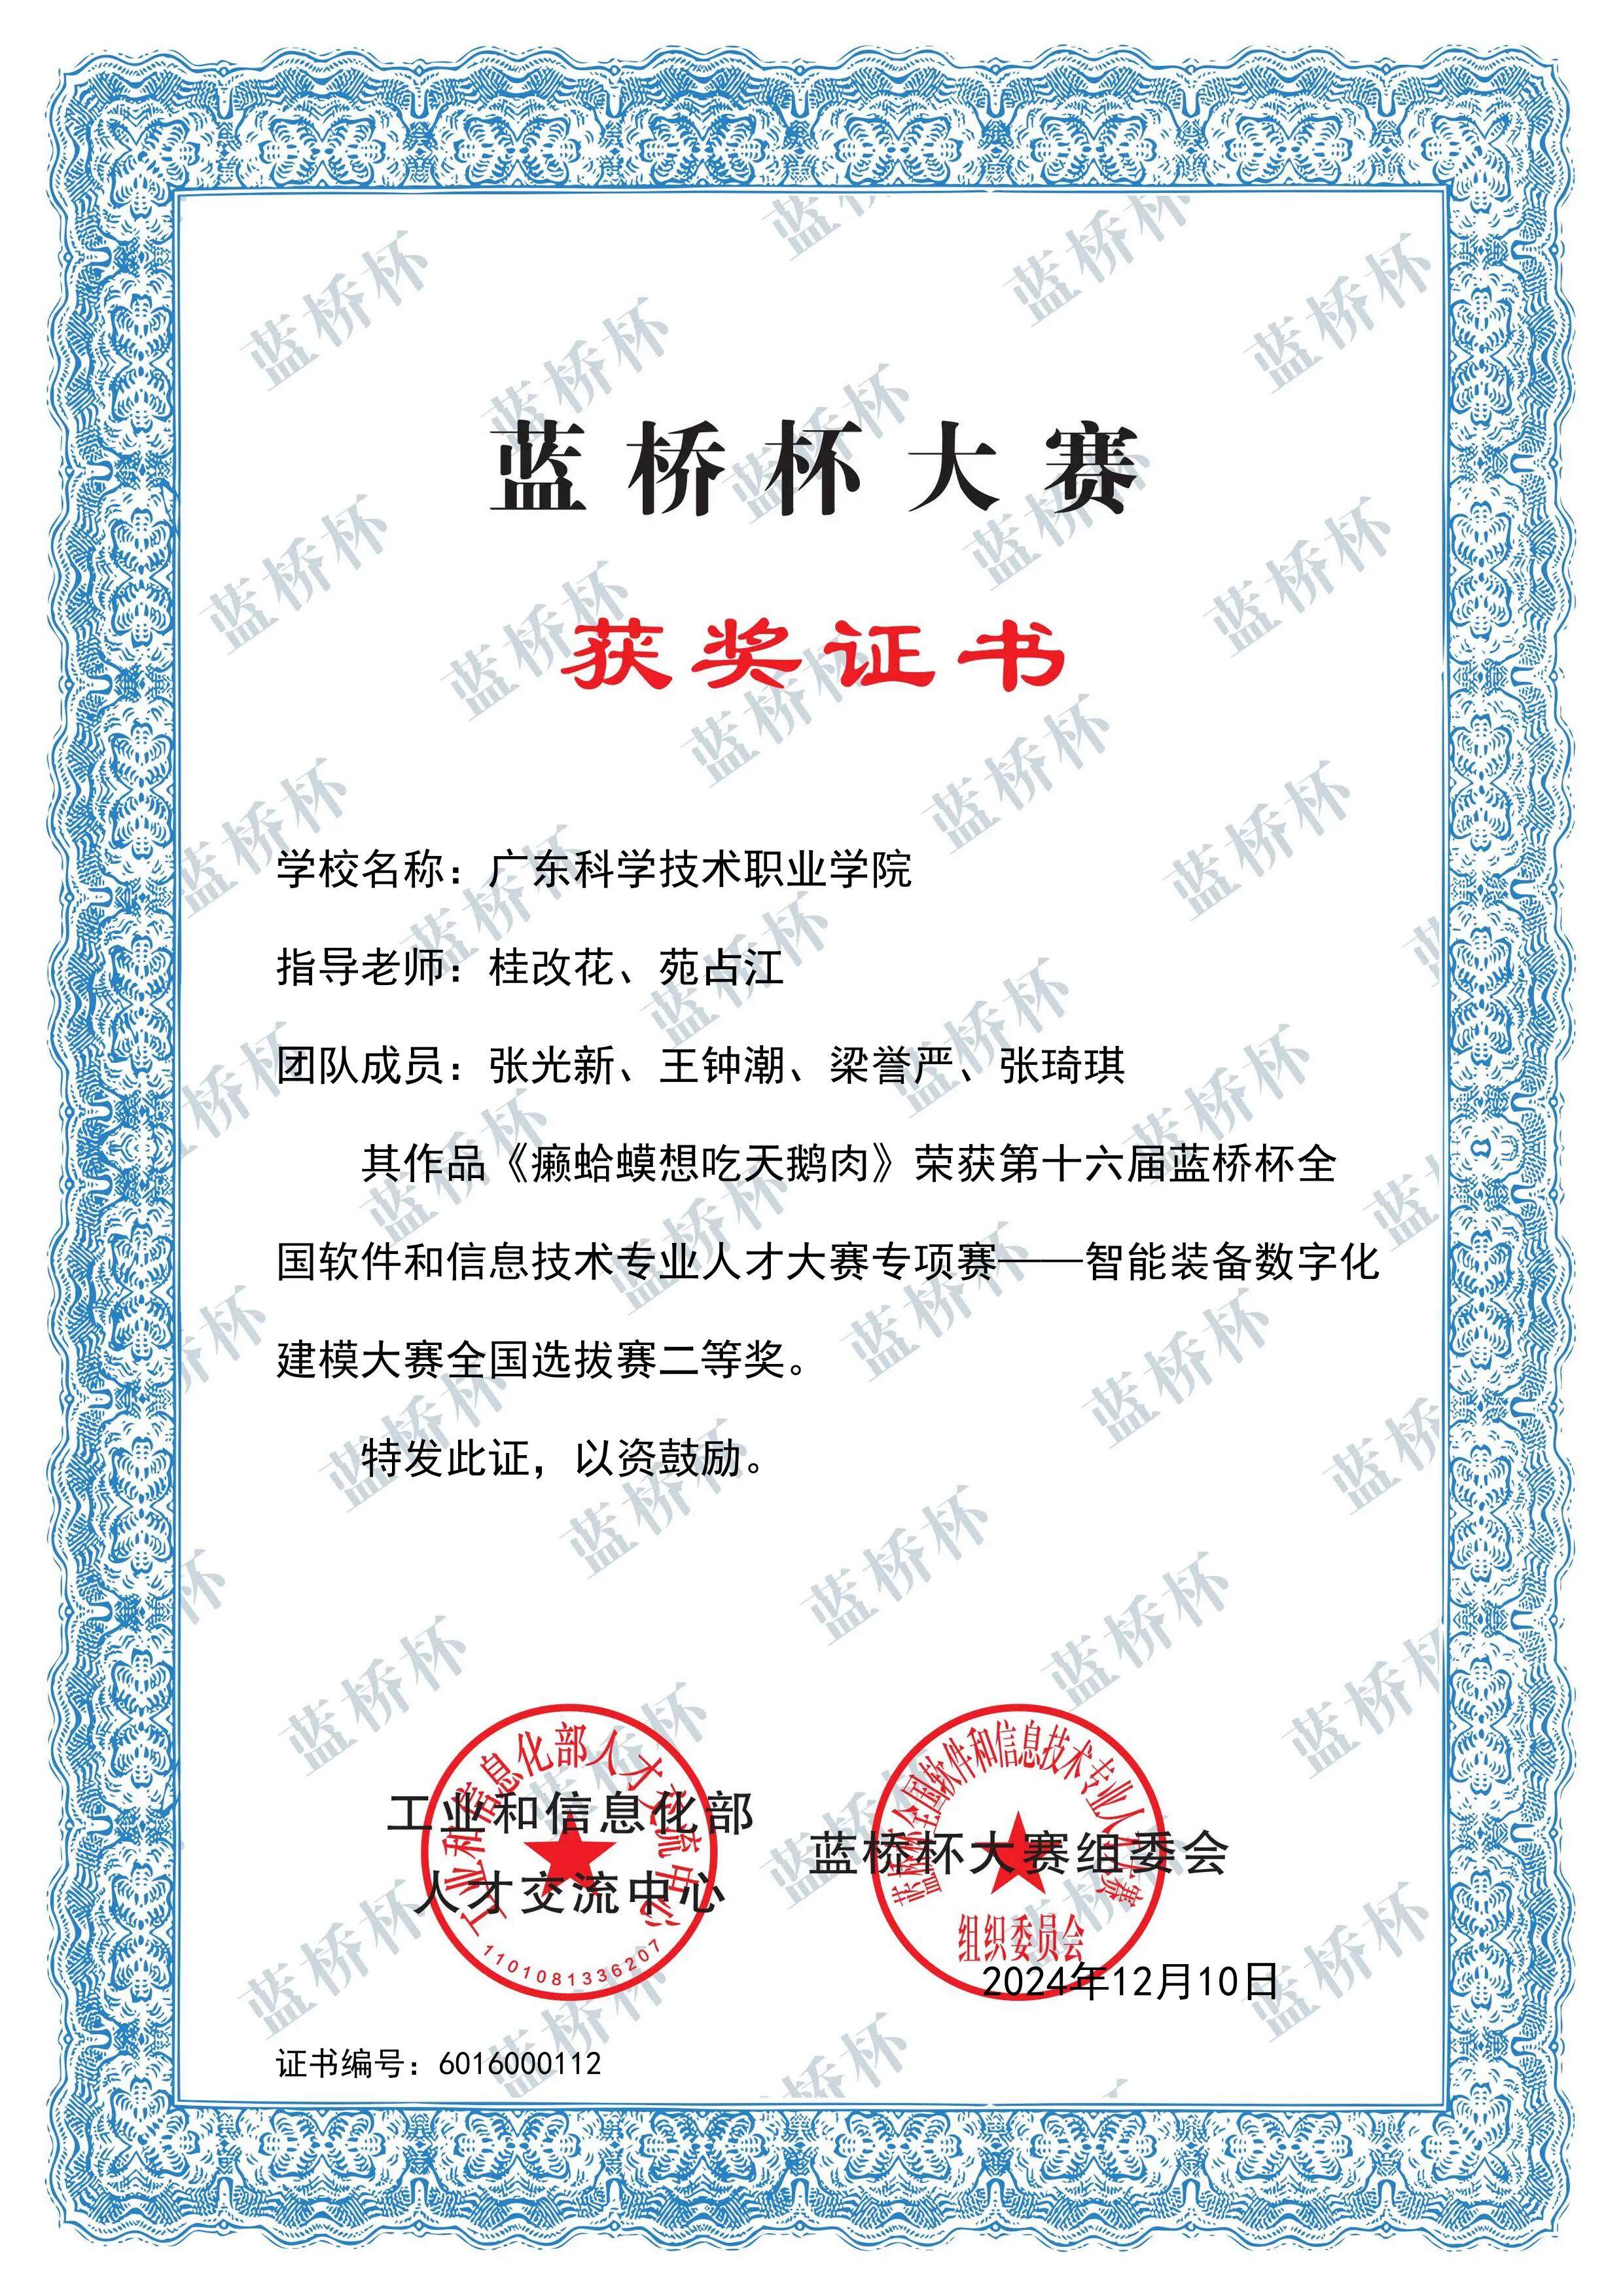 蓝桥杯大赛
获奖证书
学校名称：广东科学技术职业学院
指导老师：桂改花、苑占江
团队成员：张光新、王钟潮、梁誉严、张琦琪
其作品《癞蛤蟆想吃天鹅肉》荣获第十六届蓝桥杯全
国软件和信息技术专业人才大赛专项赛——智能装备数字化
建模大赛全国选拔赛二等奖。
特发此证，以资鼓励。
工业和信息化部人才交流中心
工业和信息化部
人才交流中心
1101081336207
蓝桥杯全国软件和信息技术专业人才大赛
蓝桥杯大赛组委会
组织委员会
2024年12月10日
证书编号：6016000112
蓝桥杯